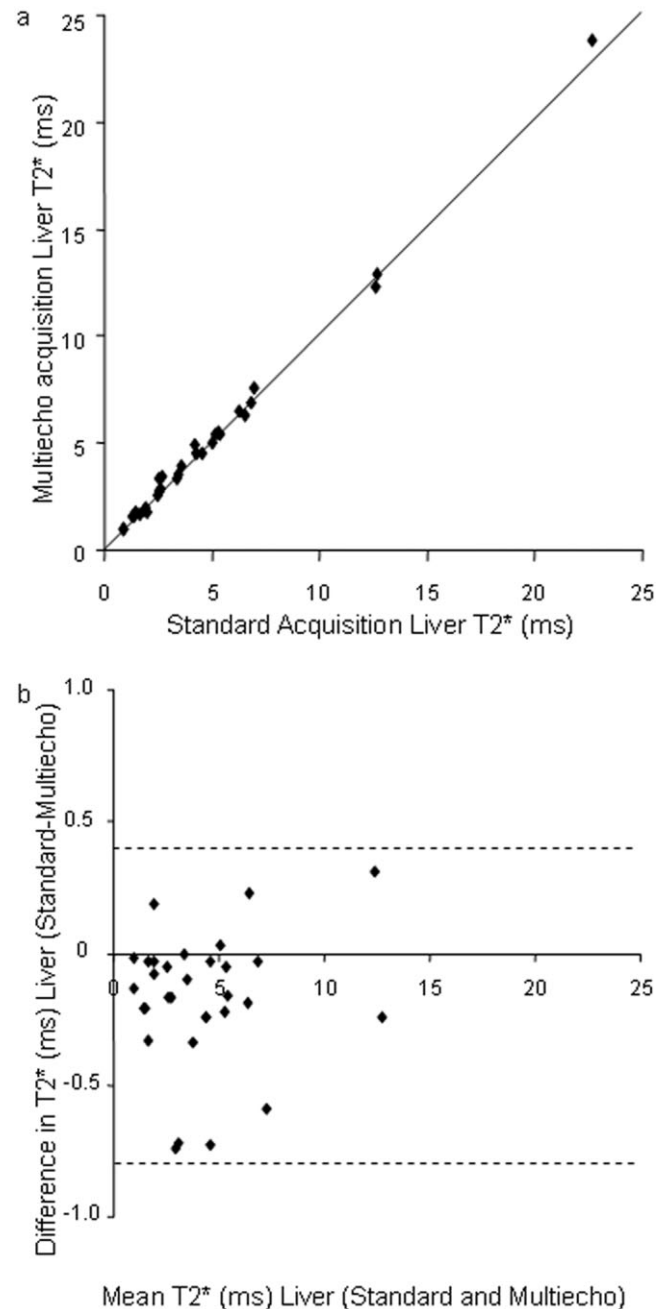 a
Multiecho acquisition Liver T2* (ms)
25
20
15
10
5
0
0 5 10 15 20 25
Standard Acquisition Liver T2* (ms)
b
Difference in T2* (ms) Liver (Standard-Multiecho)
1.0
0.5
0
-0.5
-1.0
0 5 10 15 20 25
Mean T2* (ms) Liver (Standard and Multiecho)